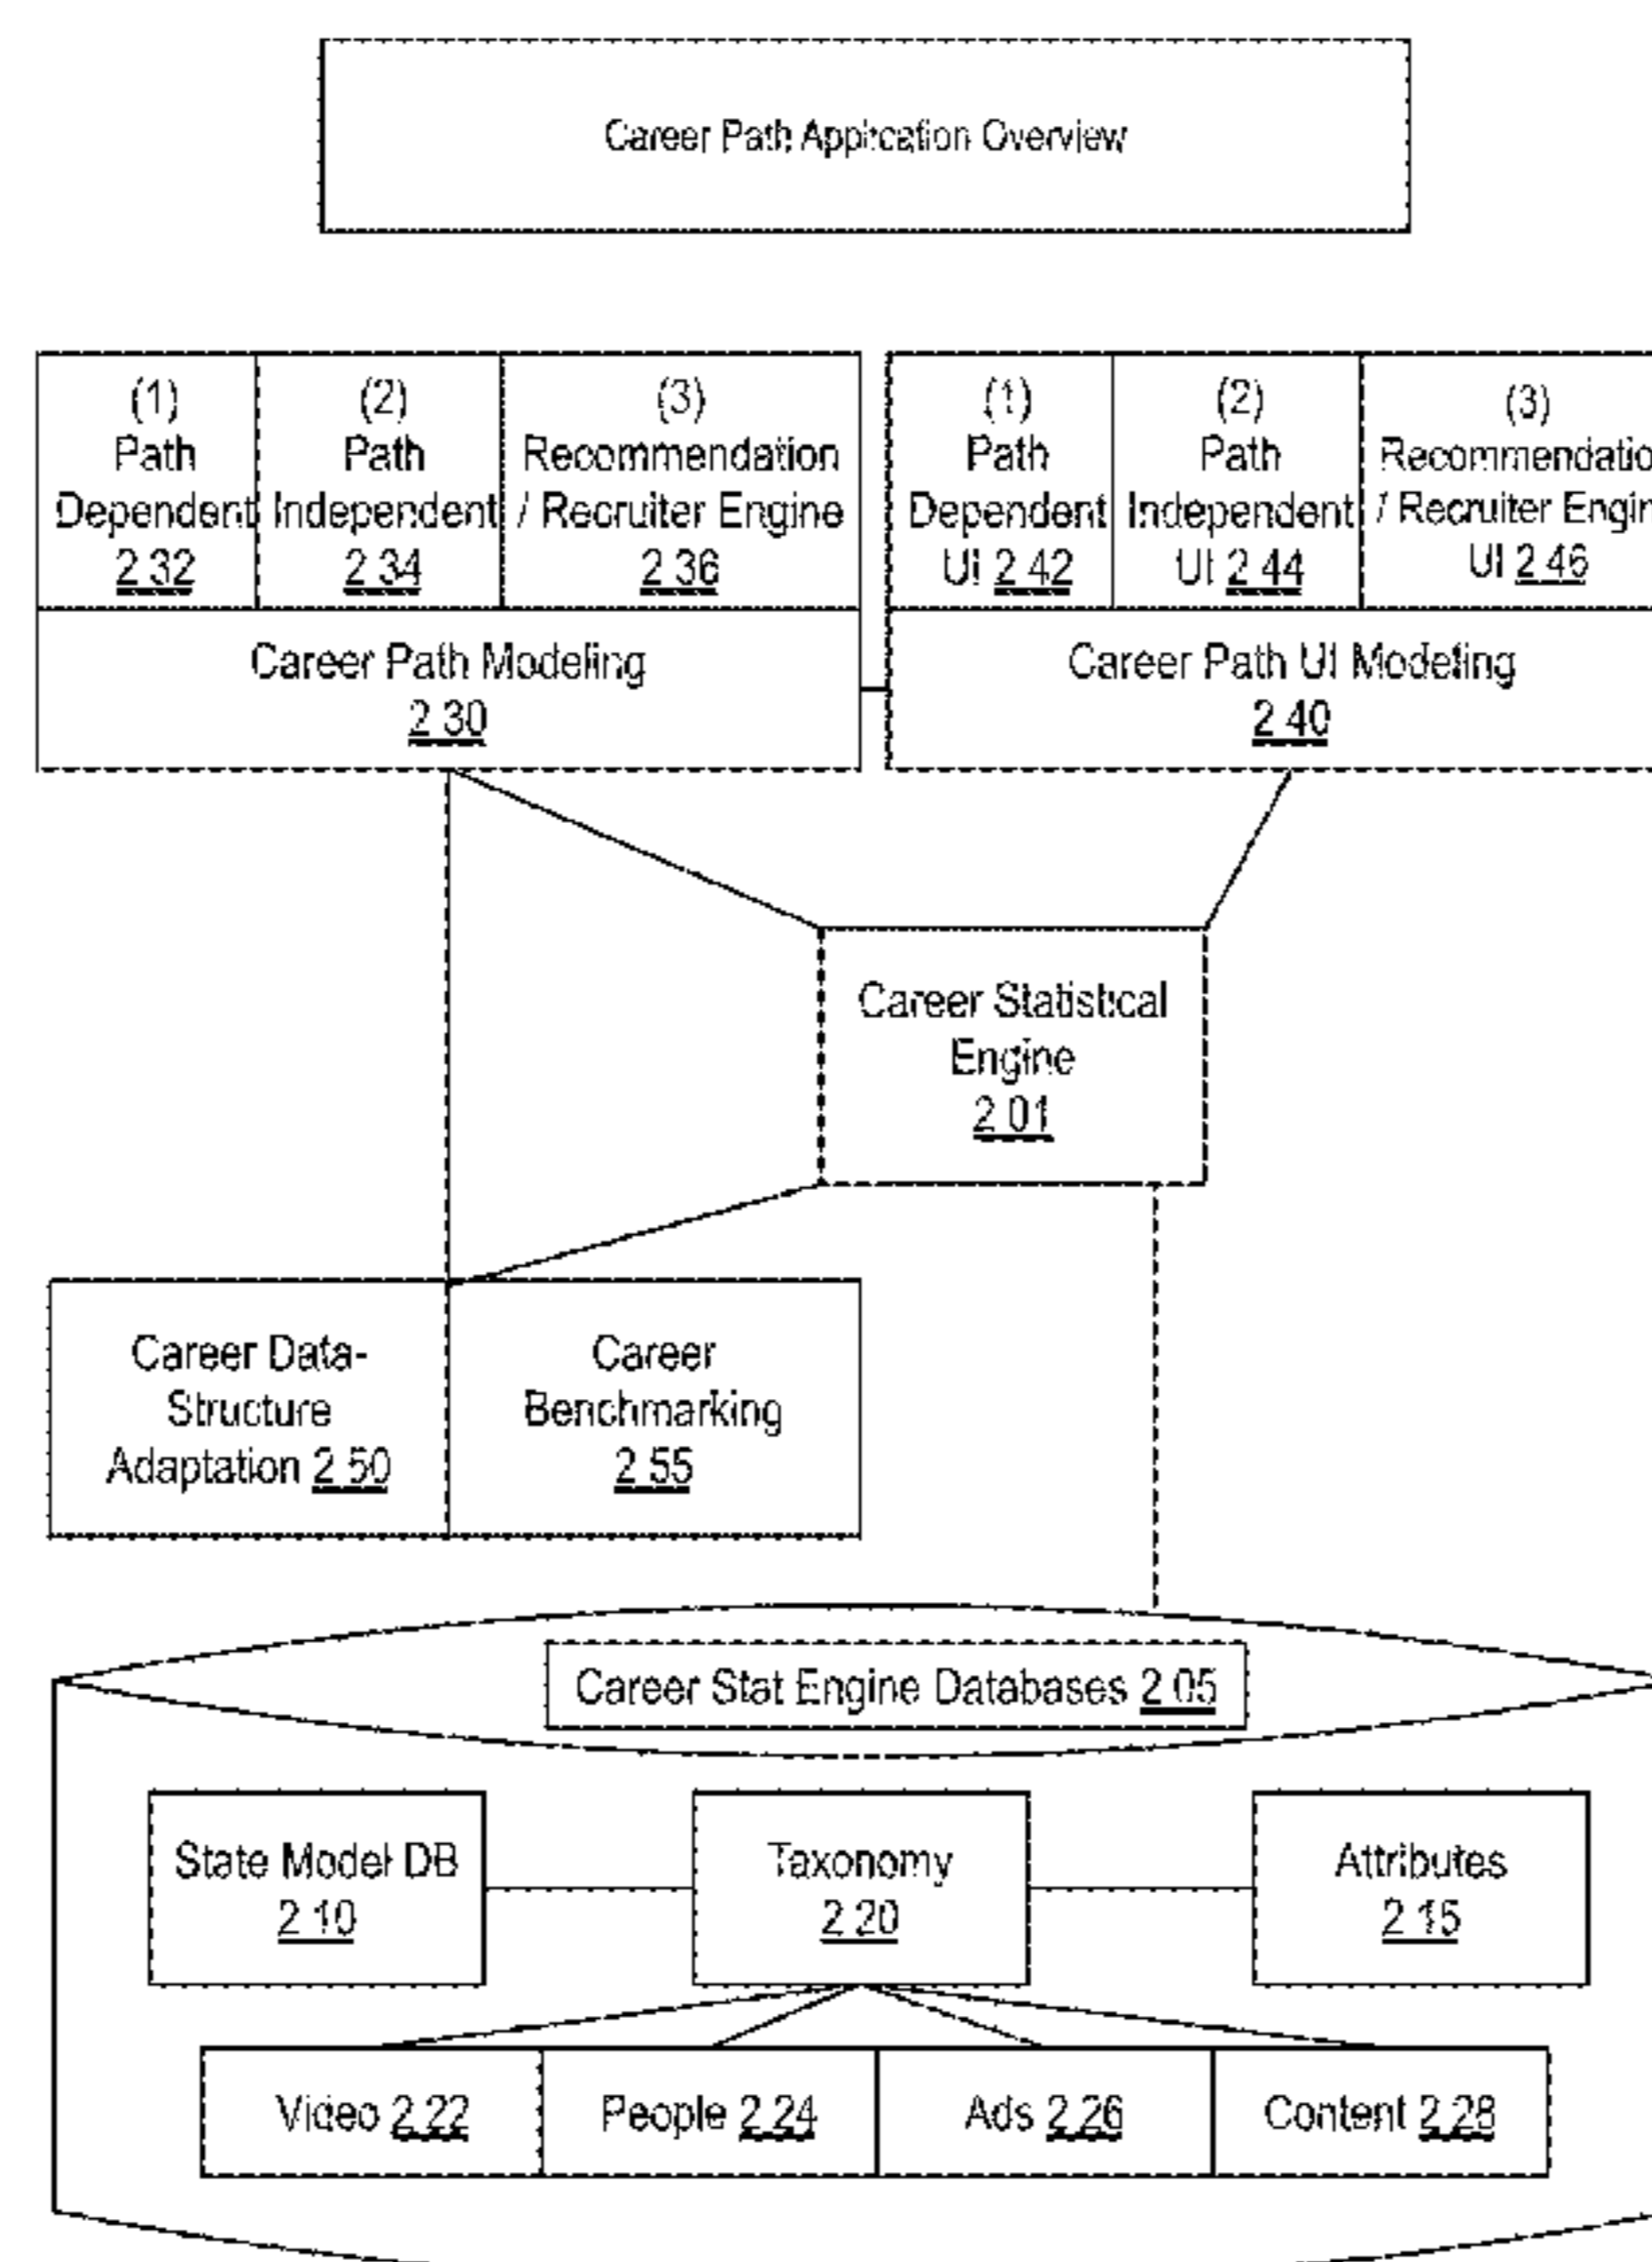 Career Path Application Overview
(1)
Path
Dependent
2 32
(2)
Path
Independent
2 34
(3)
Recommendation
/ Recruiter Engine
2 36
Career Path Modeling
2 30
(1)
Path
Dependent
UI 2 42
(2)
Path
Independent
UI 2 44
(3)
Recommendatio
/ Recruiter Engin
UI 2 46
Career Path UI Modeling
2 40
Career Statistical
Engine
2 01
Career Data-
Structure
Adaptation 2 50
Career
Benchmarking
2 55
Career Stat Engine Databases 2 05
State Model DB
2 10
Taxonomy
2 20
Attributes
2 15
Video 2 22
People 2 24
Ads 2 26
Content 2 28